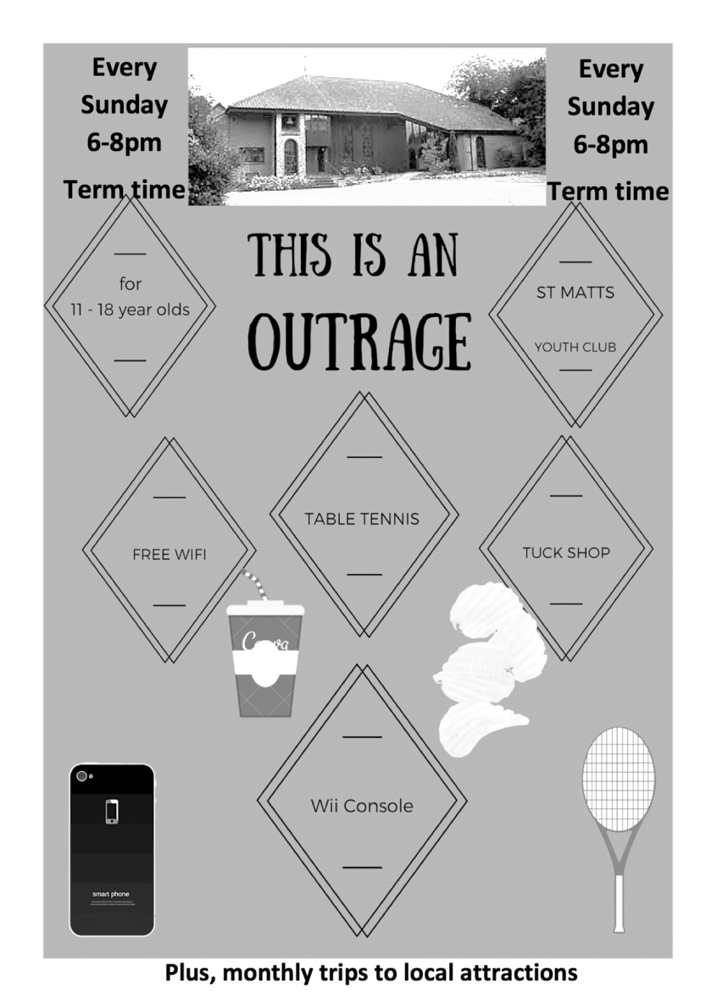 Every
Sunday
6-8pm
Term time
Every
Sunday
6-8pm
Term time
THIS IS AN
OUTRAGE
for
11 - 18 year olds
ST MATTS
YOUTH CLUB
TABLE TENNIS
FREE WIFI
TUCK SHOP
Canva
Canva
Wii Console
smart phone
Plus, monthly trips to local attractions